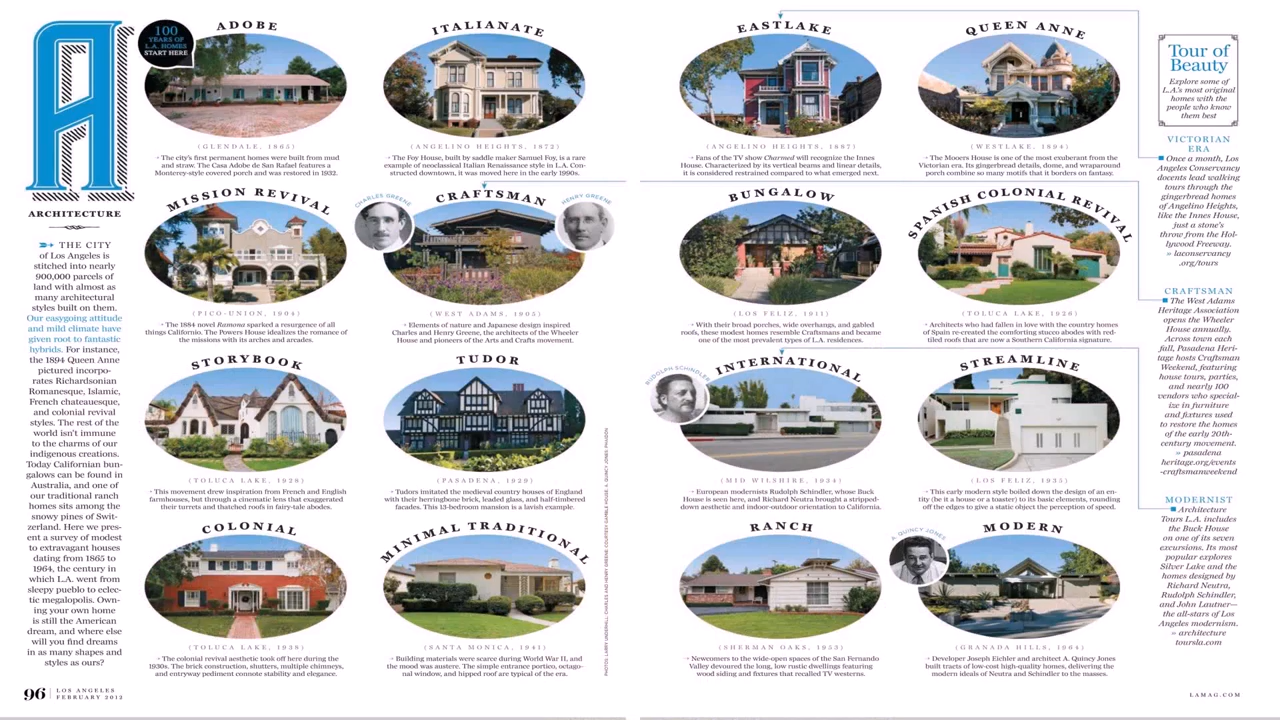 A
ARCHITECTURE
THE CITY
of Los Angeles is
stitched into nearly
900,000 parcels of
land with almost as
many architectural
styles built on them.
Our easygoing attitude
and mild climate have
given root to fantastic
hybrids. For instance,
the 1894 Queen Anne
pictured incorpo-
rates Richardsonian
Romanesque, Islamic,
French chateauesque,
and colonial revival
styles. The rest of the
world isn't immune
to the charms of our
indigenous creations.
Today Californian bun-
galows can be found in
Australia, and one of
our traditional ranch
homes sits among the
snowy pines of Swit-
zerland. Here we pres-
ent a survey of modest
to extravagant houses
dating from 1865 to
1964, the century in
which L.A. went from
sleepy pueblo to eclec-
tic megalopolis. Own-
ing your own home
is still the American
dream, and where else
will you find dreams
in as many shapes and
styles as ours?
96 | LOS ANGELES
FEBRUARY 2012
100
YEARS OF
L.A. HOMES
START HERE
ADOBE
(GLENDALE, 1865)
The city's first permanent homes were built from mud
and straw. The Casa Adobe de San Rafael features a
Monterey-style covered porch and was restored in 1932.
ITALIANATE
(ANGELINO HEIGHTS, 1872)
The Foy House, built by saddle maker Samuel Foy, is a rare
example of neoclassical Italian Renaissance style in L.A. Con-
structed downtown, it was moved here in the early 1990s.
EASTLAKE
(ANGELINO HEIGHTS, 1887)
Fans of the TV show Charmed will recognize the Innes
House. Characterized by its vertical beams and linear details,
it is considered restrained compared to what emerged next.
QUEEN ANNE
(WESTLAKE, 1894)
The Mooers House is one of the most exuberant from the
Victorian era. Its gingerbread details, dome, and wraparound
porch combine so many motifs that it borders on fantasy.
MISSION REVIVAL
(PICO-UNION, 1904)
The 1884 novel Ramona sparked a resurgence of all
things California. The Powers House idealizes the romance of
the missions with its arches and arcades.
CHARLES GREENE
CRAFTSMAN
HENRY GREENE
(WEST ADAMS, 1905)
Elements of nature and Japanese design inspired
Charles and Henry Greene, the architects of the Wheeler
House and pioneers of the Arts and Crafts movement.
BUNGALOW
(LOS FELIZ, 1911)
With their broad porches, wide overhangs, and gabled
roofs, these modest homes resemble Craftsmans and became
one of the most prevalent types of L.A. residences.
SPANISH COLONIAL REVIVAL
(TOLUCA LAKE, 1926)
Architects who had fallen in love with the country homes
of Spain re-created the comforting stucco abodes with red-
tiled roofs that are now a Southern California signature.
STORYBOOK
(TOLUCA LAKE, 1928)
This movement drew inspiration from French and English
farmhouses, but through a cinematic lens that exaggerated
their turrets and thatched roofs in fairy-tale abodes.
TUDOR
(PASADENA, 1929)
Tudors imitated the medieval country houses of England
with their herringbone brick, leaded glass, and half-timbered
facades. This 13-bedroom mansion is a lavish example.
RUDOLPH SCHINDLER
INTERNATIONAL
(MID WILSHIRE, 1934)
European modernists Rudolph Schindler, whose Buck
House is seen here, and Richard Neutra brought a stripped-
down aesthetic and indoor-outdoor orientation to California.
STREAMLINE
(LOS FELIZ, 1935)
This early modern style boiled down the design of an en-
tity (be it a house or a toaster) to its basic elements, rounding
off the edges to give a static object the perception of speed.
COLONIAL
(TOLUCA LAKE, 1938)
The colonial revival aesthetic took off here during the
1930s. The brick construction, shutters, multiple chimneys,
and entryway pediment connote stability and elegance.
MINIMAL TRADITIONAL
(SANTA MONICA, 1941)
Building materials were scarce during World War II, and
the mood was austere. The simple entrance portico, octago-
nal window, and hipped roof are typical of the era.
RANCH
(SHERMAN OAKS, 1953)
Newcomers to the wide-open spaces of the San Fernando
Valley devoured the long, low rustic dwellings featuring
wood siding and fixtures that recalled TV westerns.
A. QUINCY JONES
MODERN
(GRANADA HILLS, 1964)
Developer Joseph Eichler and architect A. Quincy Jones
built tracts of low-cost high-quality homes, delivering the
modern ideals of Neutra and Schindler to the masses.
PHOTOS: LARRY UNDERHILL; CHARLES AND HENRY GREENE: COURTESY GAMBLE HOUSE; A. QUINCY JONES: PHAIDON
Tour of
Beauty
Explore some of
L.A.'s most original
homes with the
people who know
them best
VICTORIAN
ERA
Once a month, Los
Angeles Conservancy
docents lead walking
tours through the
gingerbread homes
of Angelino Heights,
like the Innes House,
just a stone's
throw from the Hol-
lywood Freeway.
» laconservancy
.org/tours
CRAFTSMAN
The West Adams
Heritage Association
opens the Wheeler
House annually.
Across town each
fall, Pasadena Heri-
tage hosts Craftsman
Weekend, featuring
house tours, parties,
and nearly 100
vendors who special-
ize in furniture
and fixtures used
to restore the homes
of the early 20th-
century movement.
» pasadena
heritage.org/events
-craftsmanweekend
MODERNIST
Architecture
Tours L.A. includes
the Buck House
on one of its seven
excursions. Its most
popular explores
Silver Lake and the
homes designed by
Richard Neutra,
Rudolph Schindler,
and John Lautner—
the all-stars of Los
Angeles modernism.
» architecture
toursla.com
LAMAG.COM